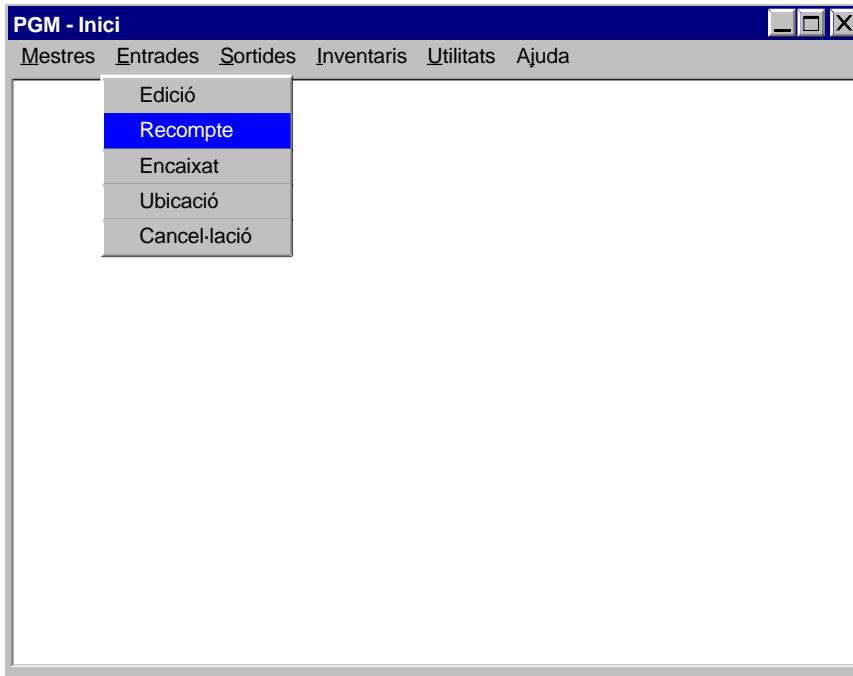 PGM - Inici
Mestres Entrades Sortides Inventaris Utilitats Ajuda
Edició
Recompte
Encaixat
Ubicació
Cancel·lació